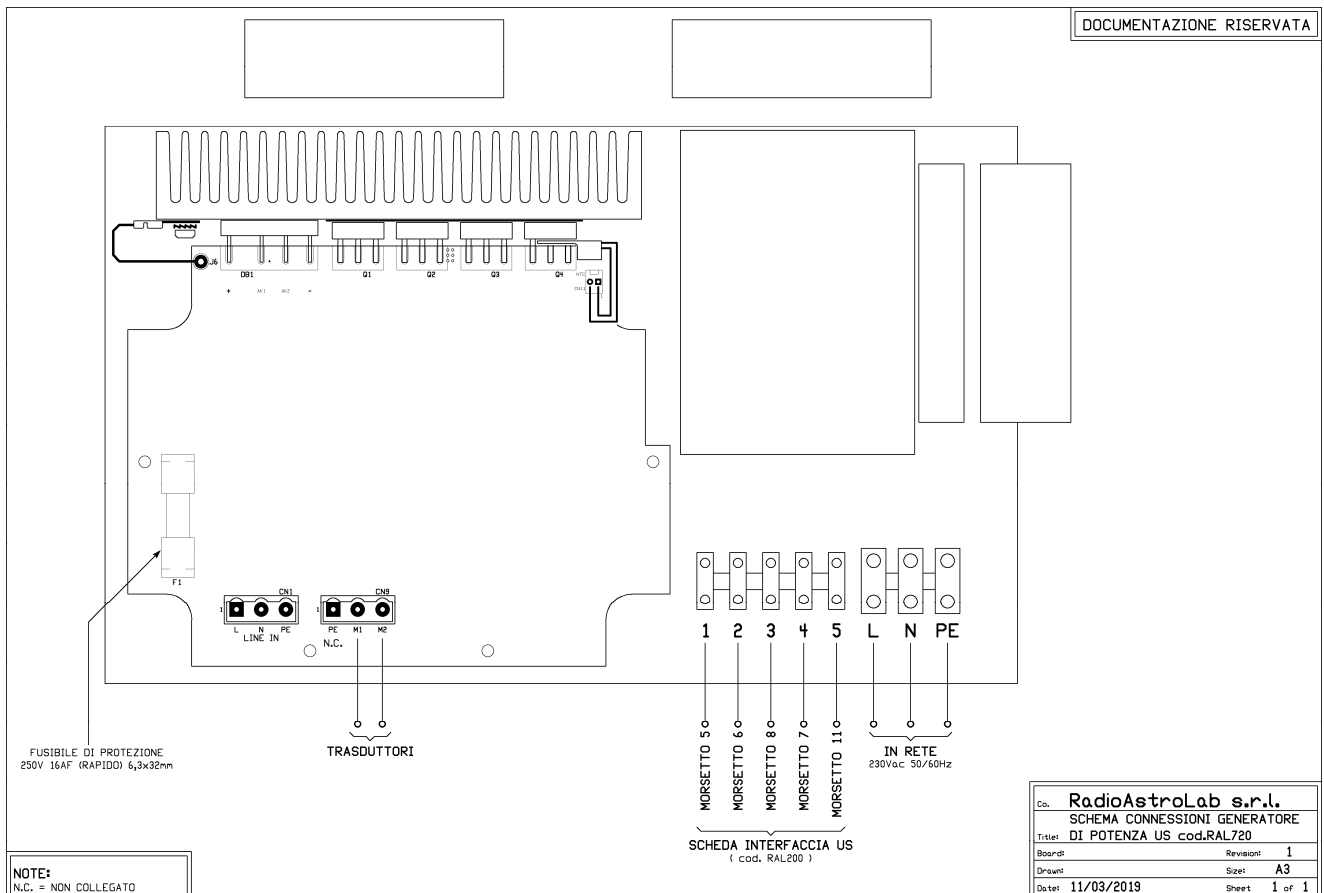 DOCUMENTAZIONE RISERVATA
J6
DB1
Q1
Q2
Q3
Q4
NTC
CN11
1
+
AK1
AK2
-
F1
CN1
1
L
N
PE
LINE IN
CN9
1
PE
M1
M2
N.C.
1
2
3
4
5
L
N
PE
FUSIBILE DI PROTEZIONE
250V 16AF (RAPIDO) 6,3x32mm
TRASDUTTORI
MORSETTO 5
MORSETTO 6
MORSETTO 8
MORSETTO 7
MORSETTO 11
IN RETE
230Vac 50/60Hz
SCHEDA INTERFACCIA US
( cod. RAL200 )
NOTE:
N.C. = NON COLLEGATO
Co. RadioAstroLab s.r.l.
SCHEMA CONNESSIONI GENERATORE
Title: DI POTENZA US cod.RAL720
Board: Revision: 1
Drawn: Size: A3
Date: 11/03/2019 Sheet 1 of 1